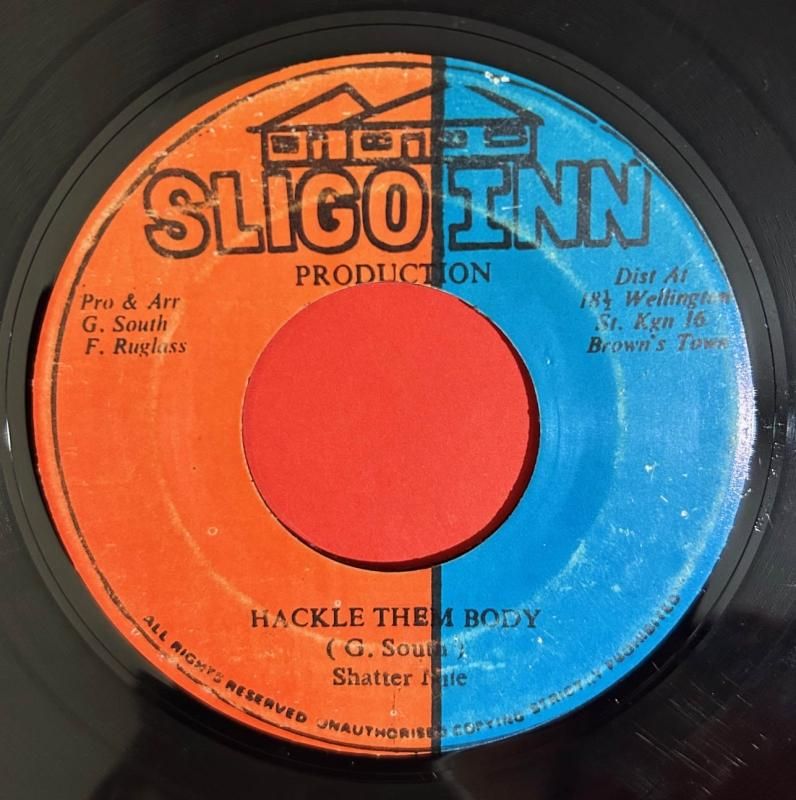 SLIGO INN
PRODUCTION
Pro & Arr
G. South
F. Ruglass
Dist At
18½ Wellington
St. Kgn 16
Brown's Town
HACKLE THEM BODY
( G. South )
Shatter Nite
ALL RIGHTS RESERVED UNAUTHORISED COPYING STRICTLY PROHIBITED